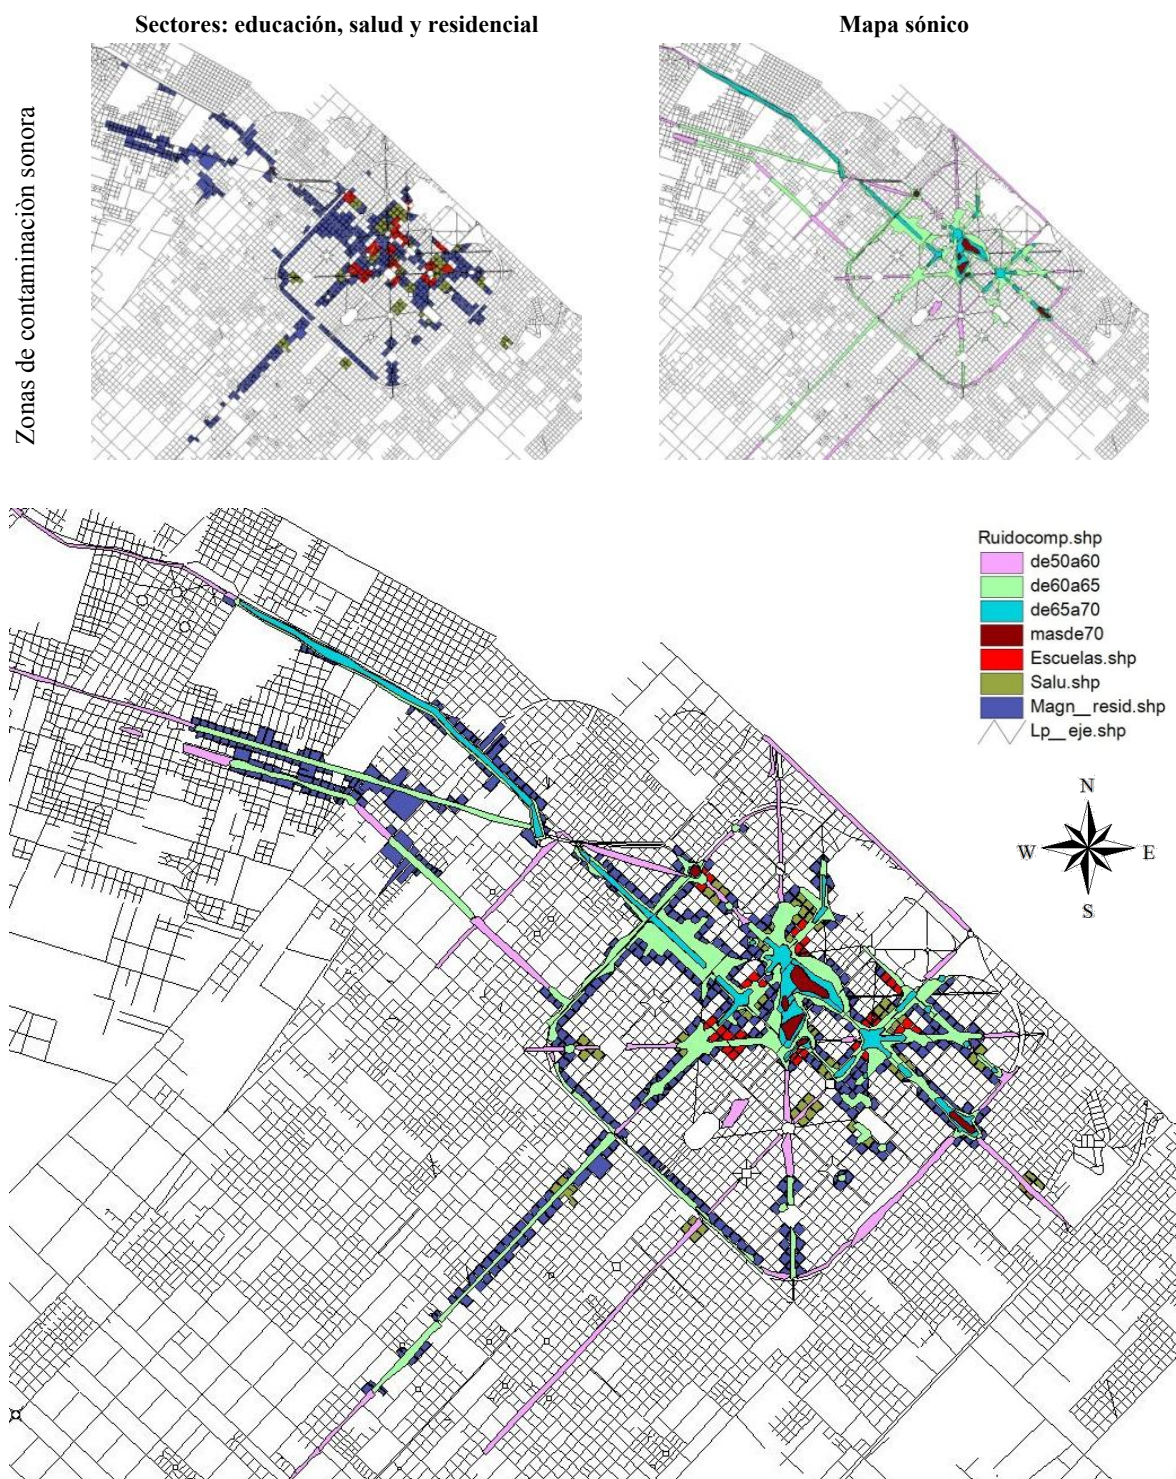 Sectores: educación, salud y residencial
Mapa sónico
Zonas de contaminación sonora
Ruidocomp.shp
de50a60
de60a65
de65a70
masde70
Escuelas.shp
Salu.shp
Magn__resid.shp
Lp__eje.shp
N
W E
S